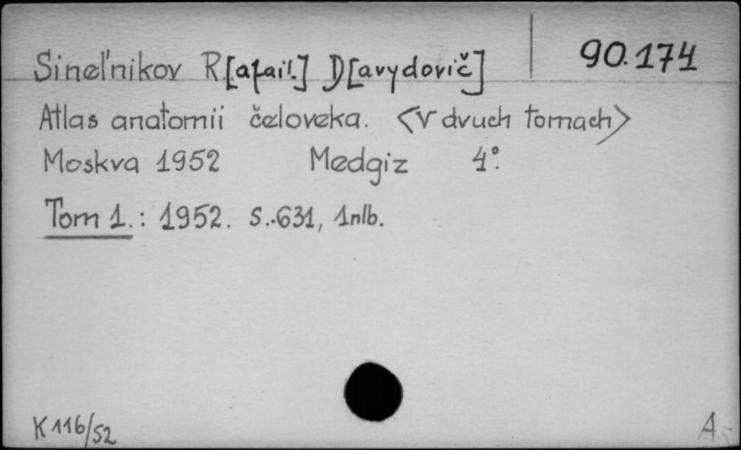 Sinel'nikov R[afail.] D[avydovič] 90.174
Atlas anatomii čeloveka. <V dvuch tomach>
Moskva 1952 Medgiz 4°.
Tom 1.: 1952. S.-631, 1nlb.
K 116/52 A